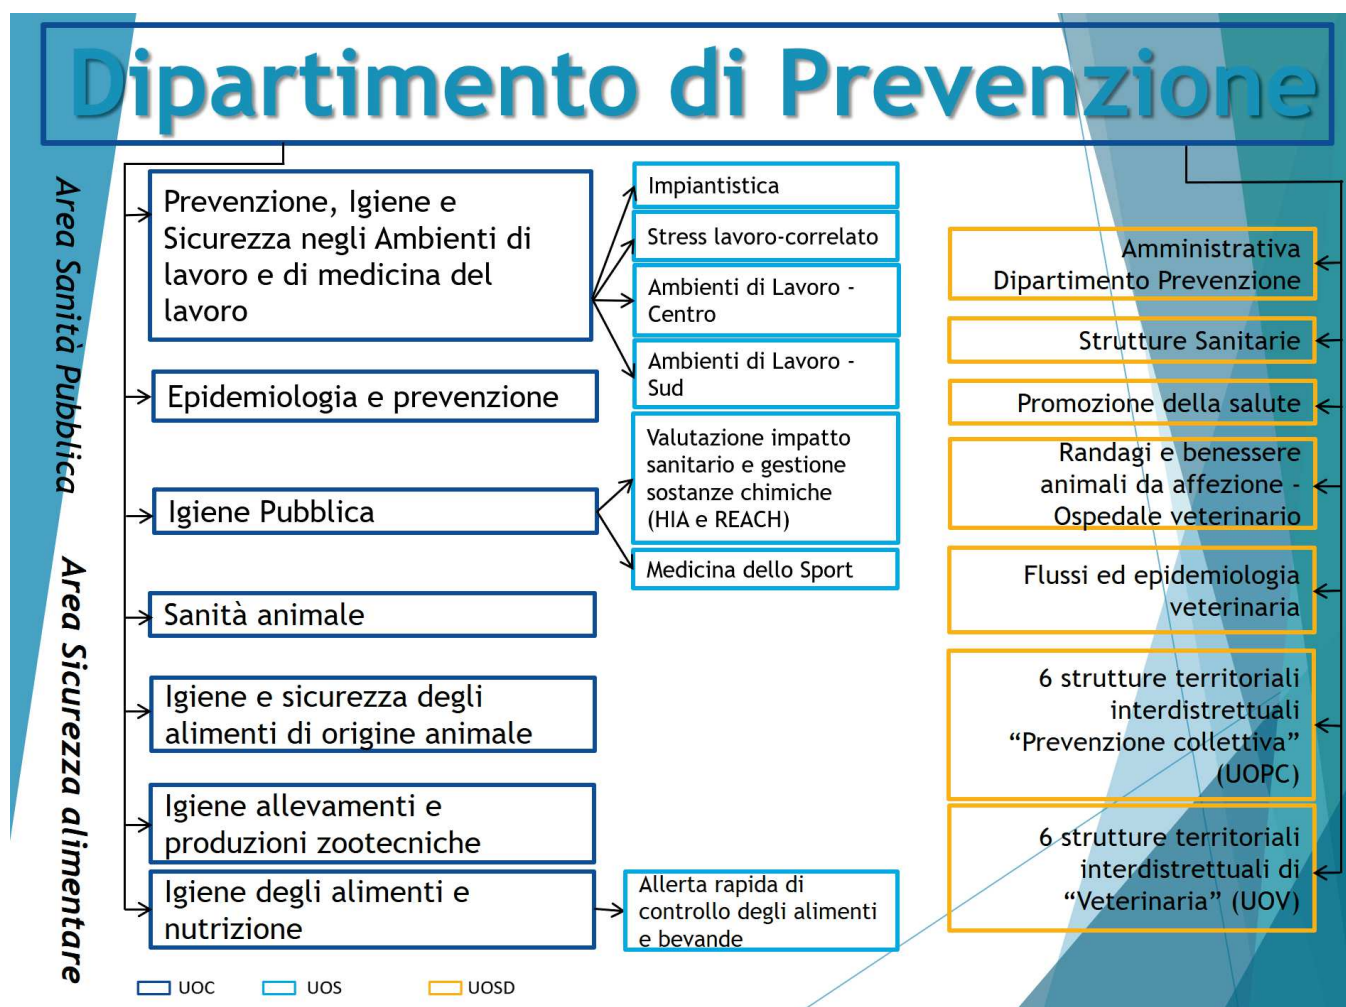 Dipartimento di Prevenzione
Area Sanità Pubblica
Prevenzione, Igiene e
Sicurezza negli Ambienti di
lavoro e di medicina del
lavoro
Impiantistica
Stress lavoro-correlato
Ambienti di Lavoro -
Centro
Ambienti di Lavoro -
Sud
Epidemiologia e prevenzione
Igiene Pubblica
Valutazione impatto
sanitario e gestione
sostanze chimiche
(HIA e REACH)
Medicina dello Sport
Area Sicurezza alimentare
Sanità animale
Igiene e sicurezza degli
alimenti di origine animale
Igiene allevamenti e
produzioni zootecniche
Igiene degli alimenti e
nutrizione
Allerta rapida di
controllo degli alimenti
e bevande
Amministrativa
Dipartimento Prevenzione
Strutture Sanitarie
Promozione della salute
Randagi e benessere
animali da affezione -
Ospedale veterinario
Flussi ed epidemiologia
veterinaria
6 strutture territoriali
interdistrettuali
“Prevenzione collettiva”
(UOPC)
6 strutture territoriali
interdistrettuali di
“Veterinaria” (UOV)
UOC
UOS
UOSD